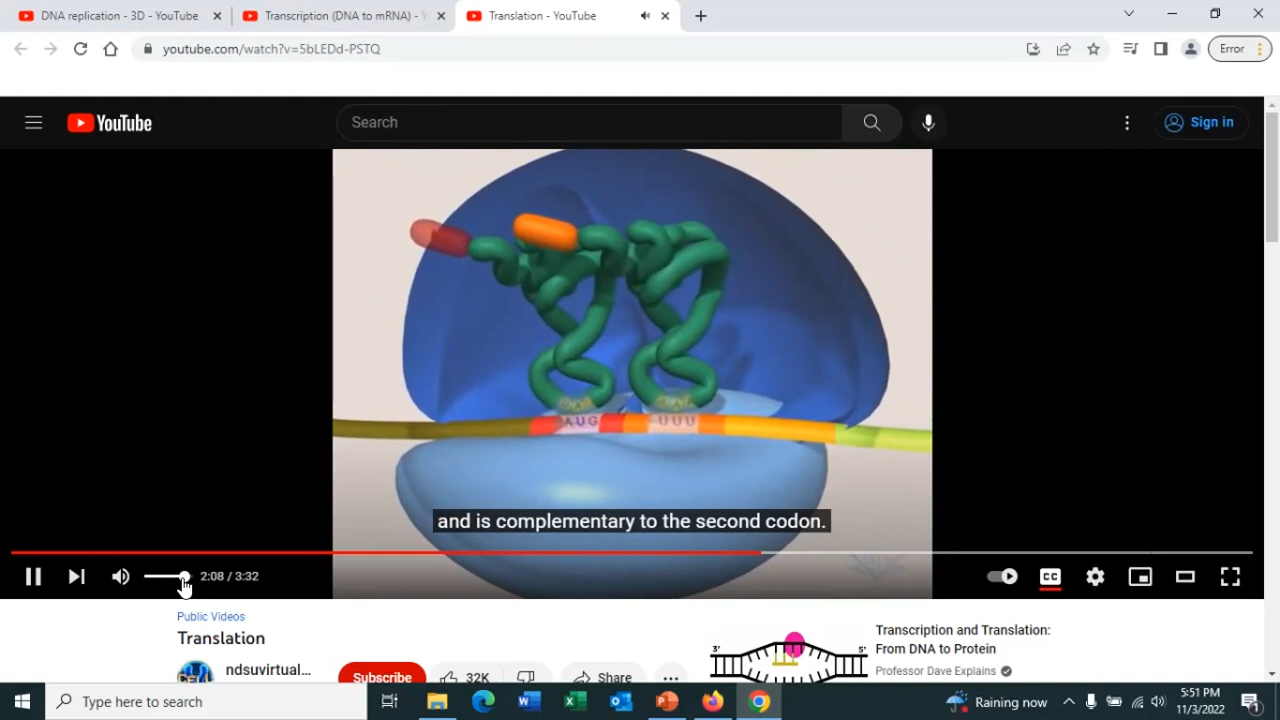 DNA replication - 3D - YouTube
Transcription (DNA to mRNA) - Y
Translation - YouTube
youtube.com/watch?v=5bLEDd-PSTQ
Error
YouTube
Search
Sign in
AUG UUU
and is complementary to the second codon.
2:08 / 3:32
CC
Public Videos
Translation
ndsuvirtual...
Subscribe
32K
Share
3' 5'
Transcription and Translation:
From DNA to Protein
Professor Dave Explains
Type here to search
Raining now
5:51 PM
11/3/2022
1